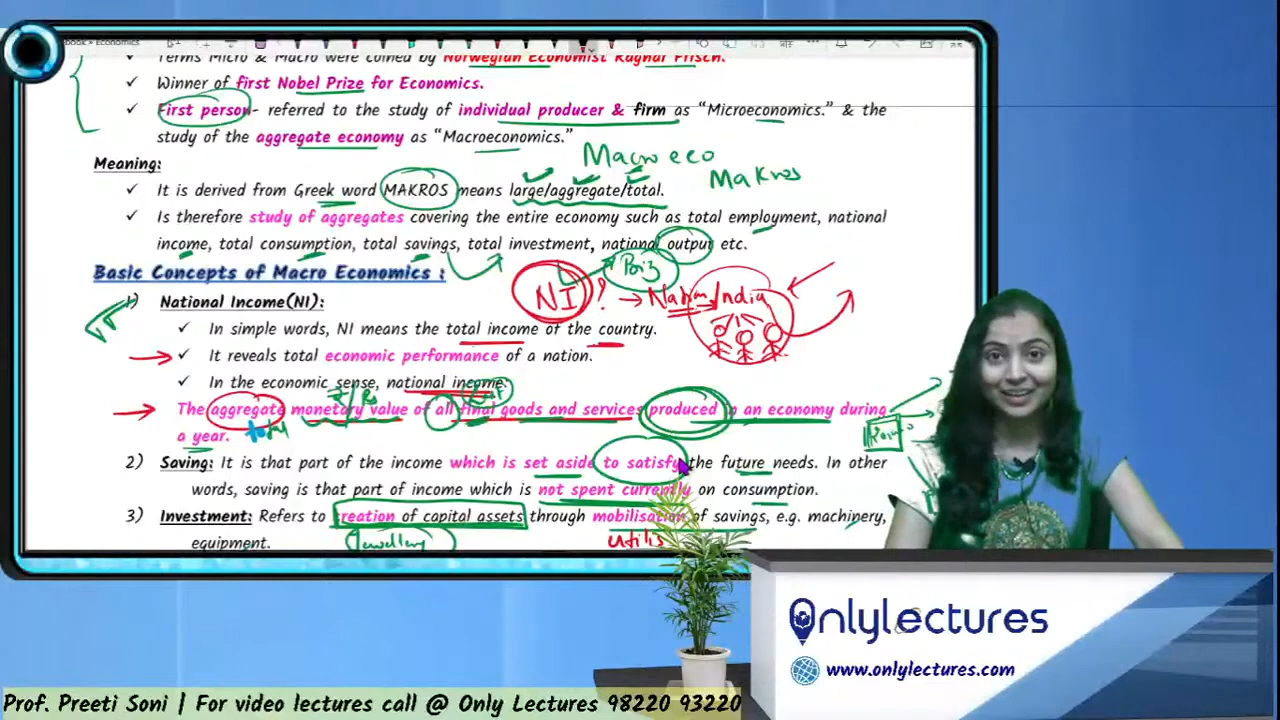 book » Economics
✓ Terms Micro & Macro were coined by Norwegian Economist Ragnar Frisch.
✓ Winner of first Nobel Prize for Economics.
✓ First person- referred to the study of individual producer & firm as “Microeconomics.” & the
study of the aggregate economy as “Macroeconomics.”
Macro eco
Meaning:
Makros
✓ It is derived from Greek word MAKROS means large/aggregate/total.
✓ Is therefore study of aggregates covering the entire economy such as total employment, national
income, total consumption, total savings, total investment, national output etc.
Basic Concepts of Macro Economics :
NI ?
1) National Income(NI):
✓ In simple words, NI means the total income of the country.
✓ It reveals total economic performance of a nation.
✓ In the economic sense, national income.
The aggregate monetary value of all final goods and services produced in an economy during
a year.
total
2) Saving: It is that part of the income which is set aside to satisfy the future needs. In other
words, saving is that part of income which is not spent currently on consumption.
3) Investment: Refers to creation of capital assets through mobilisation of savings, e.g. machinery,
equipment.
Jewellery
utilis
Onlylectures
www.onlylectures.com
Prof. Preeti Soni | For video lectures call @ Only Lectures 98220 93220